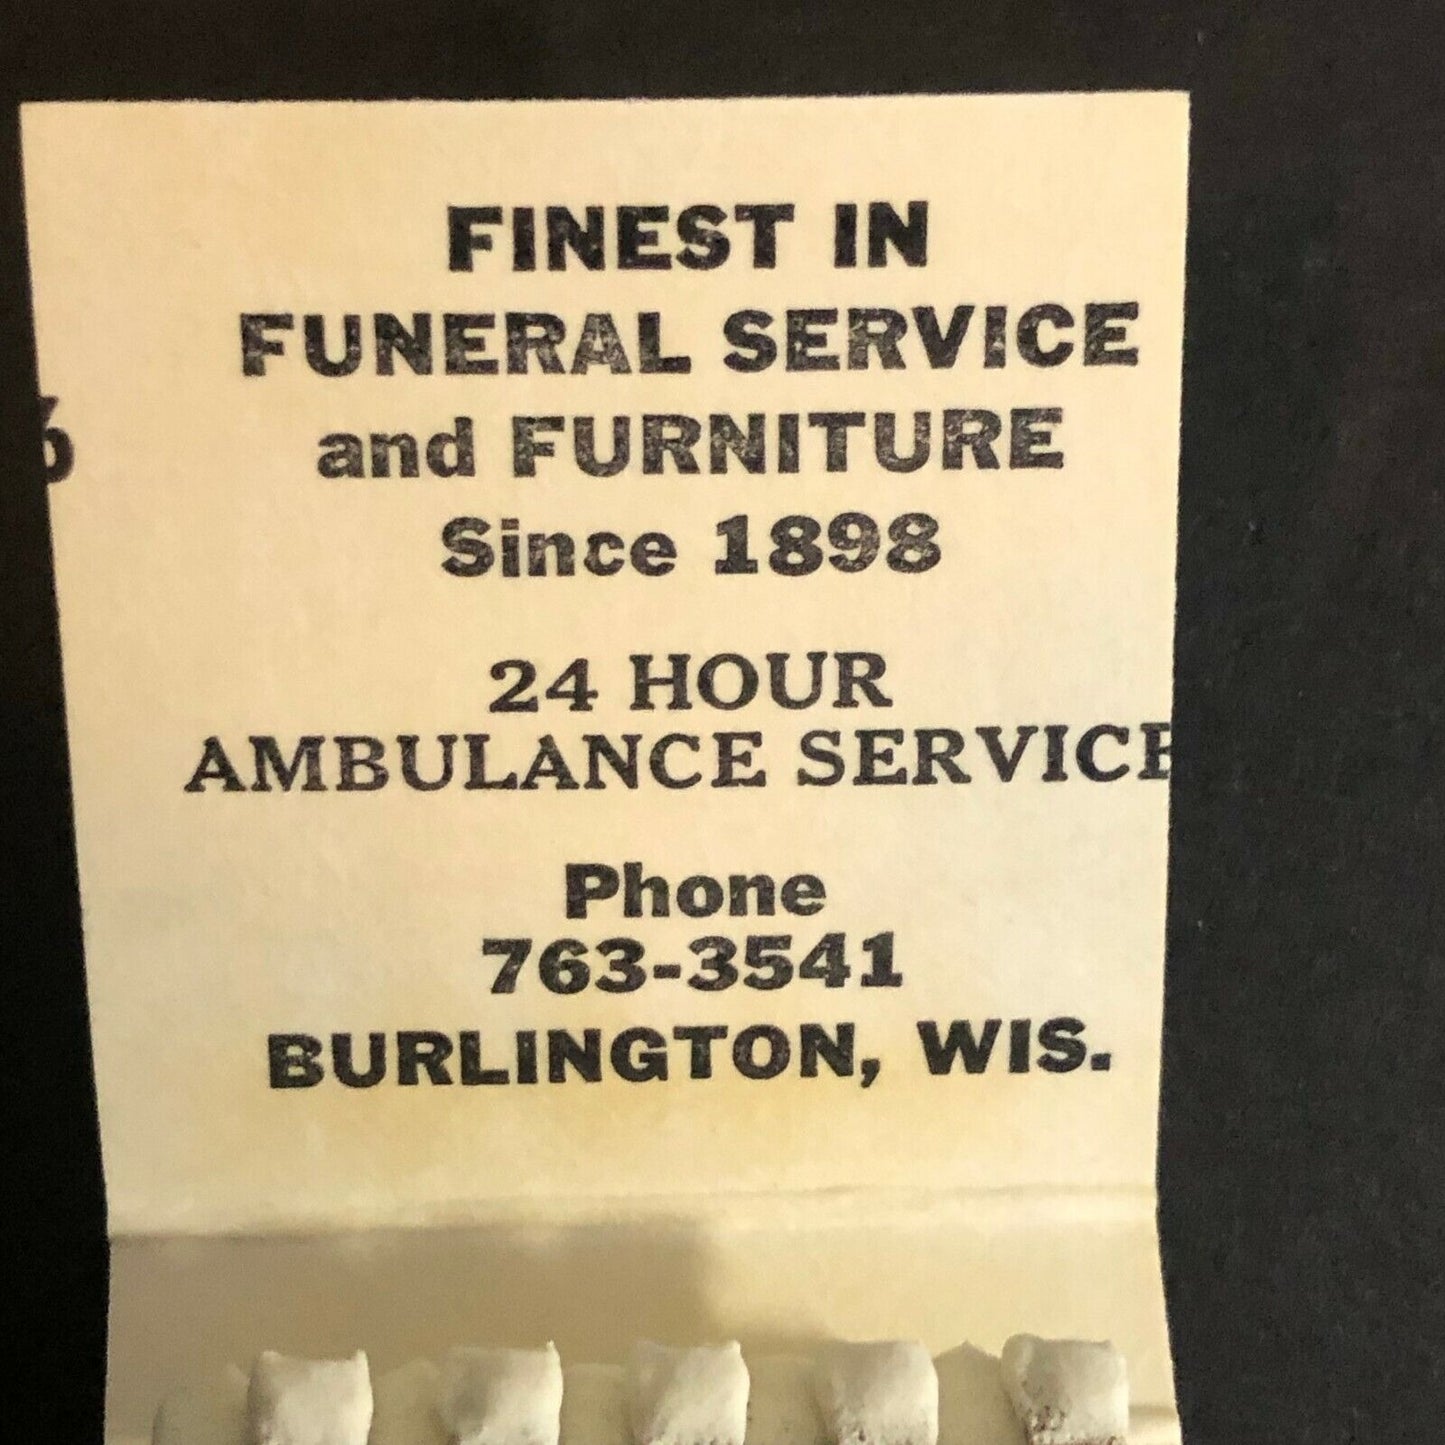 FINEST IN
FUNERAL SERVICE
and FURNITURE
Since 1898
24 HOUR
AMBULANCE SERVICE
Phone
763-3541
BURLINGTON, WIS.